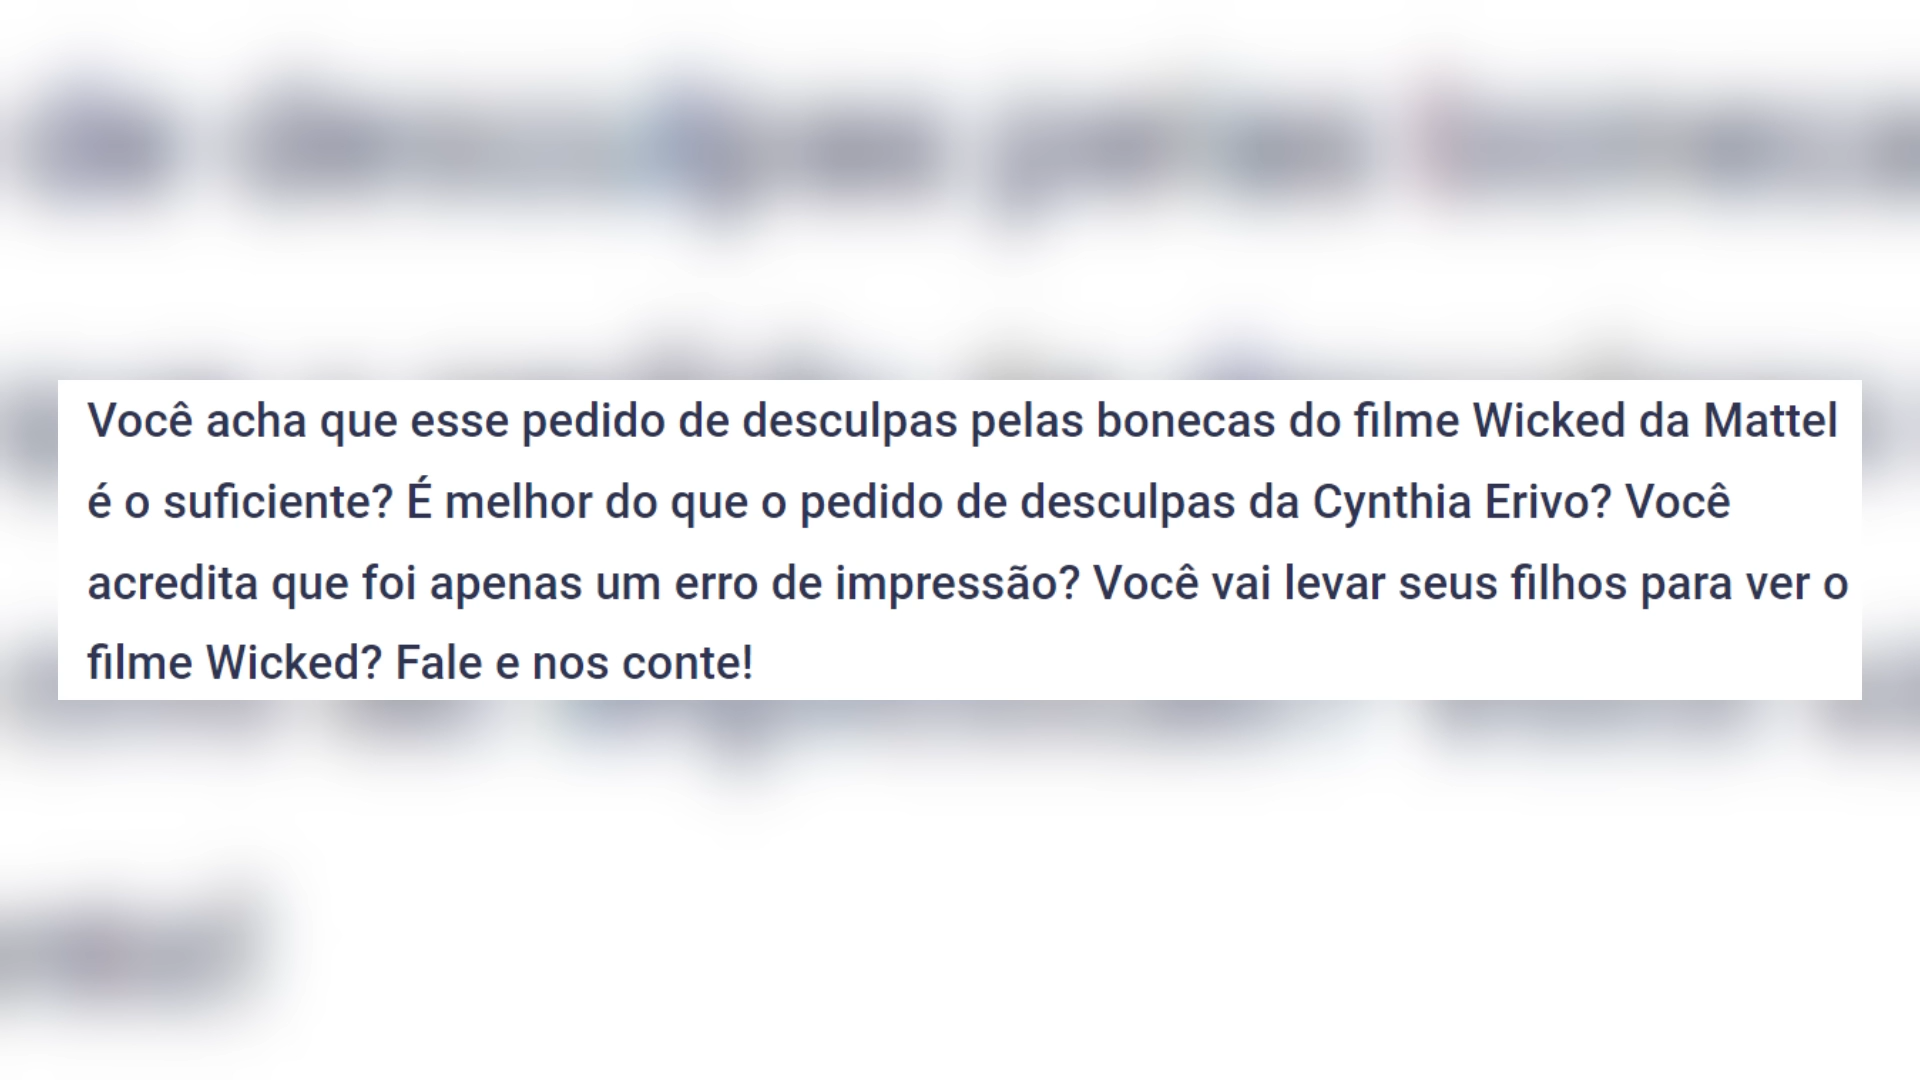 Você acha que esse pedido de desculpas pelas bonecas do filme Wicked da Mattel
é o suficiente? É melhor do que o pedido de desculpas da Cynthia Erivo? Você
acredita que foi apenas um erro de impressão? Você vai levar seus filhos para ver o
filme Wicked? Fale e nos conte!